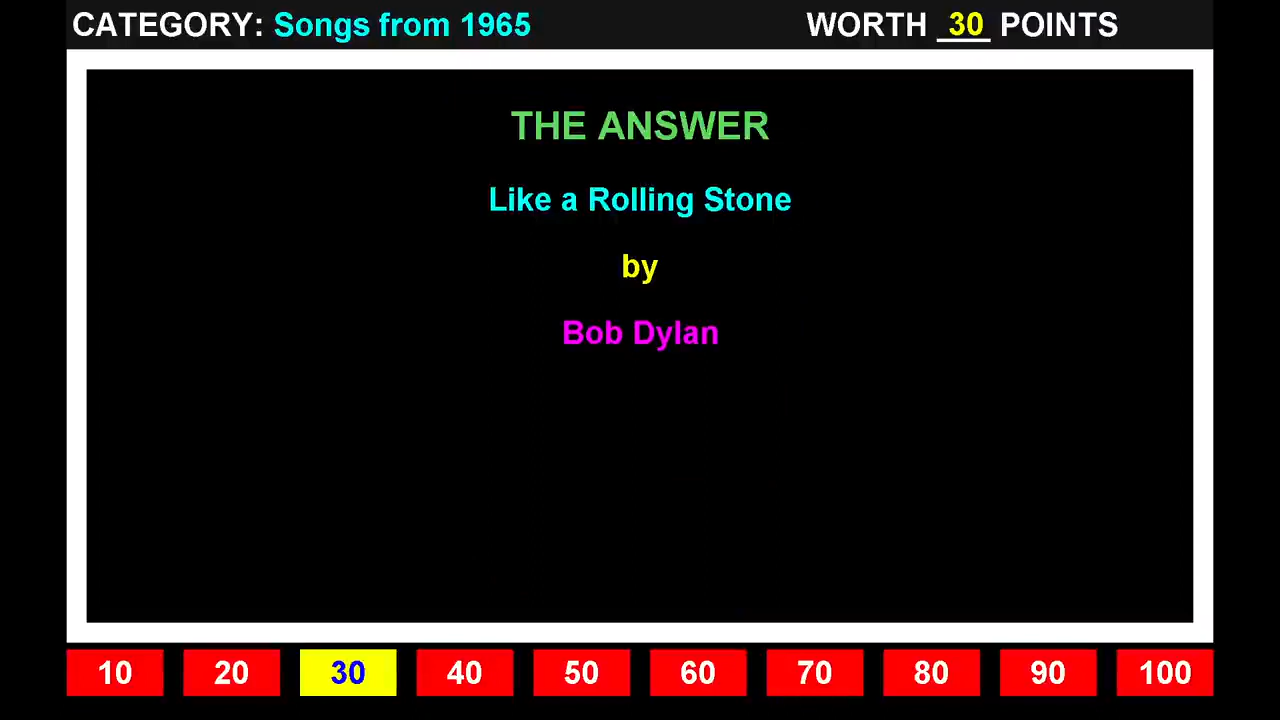 CATEGORY: Songs from 1965 WORTH 30 POINTS
THE ANSWER
Like a Rolling Stone
by
Bob Dylan
10 20 30 40 50 60 70 80 90 100